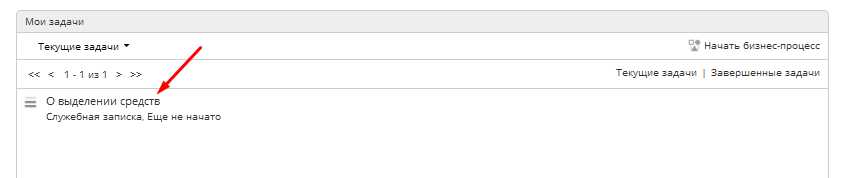 Мои задачи
Текущие задачи
Начать бизнес-процесс
<< < 1 - 1 из 1 > >>
Текущие задачи | Завершенные задачи
О выделении средств
Служебная записка, Еще не начато